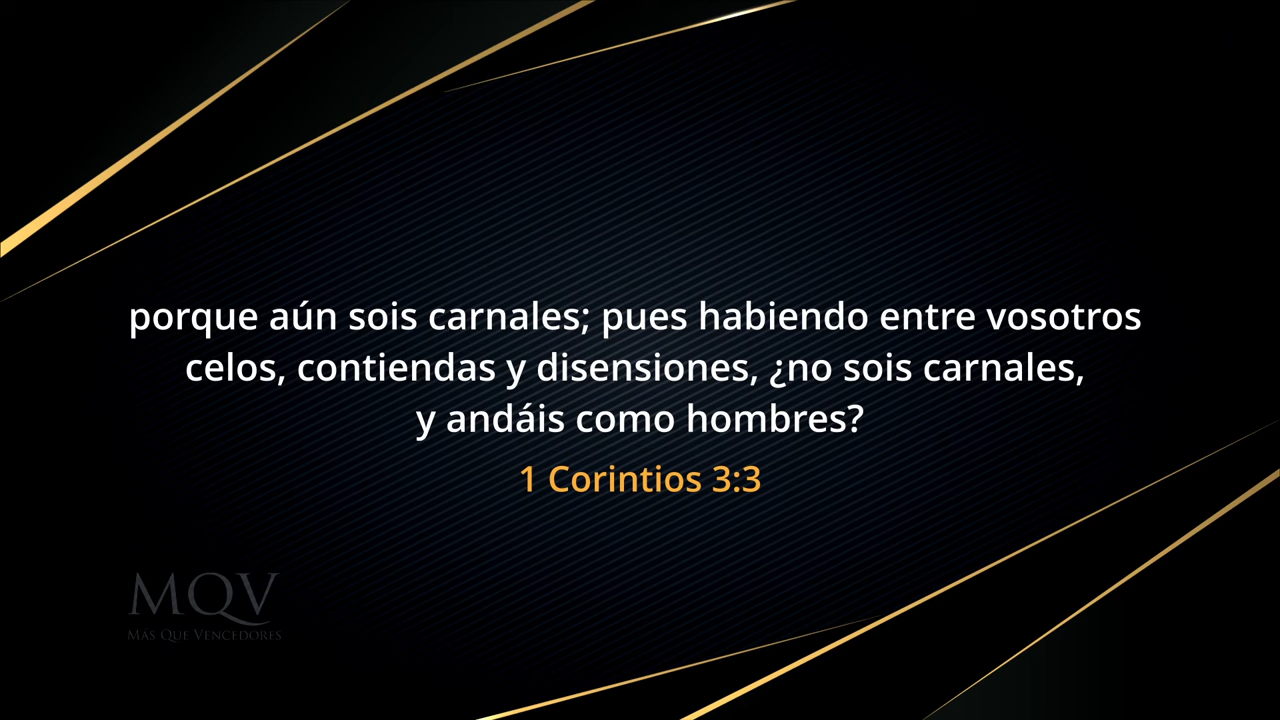 porque aún sois carnales; pues habiendo entre vosotros
celos, contiendas y disensiones, ¿no sois carnales,
y andáis como hombres?
1 Corintios 3:3
MQV
MÁS QUE VENCEDORES